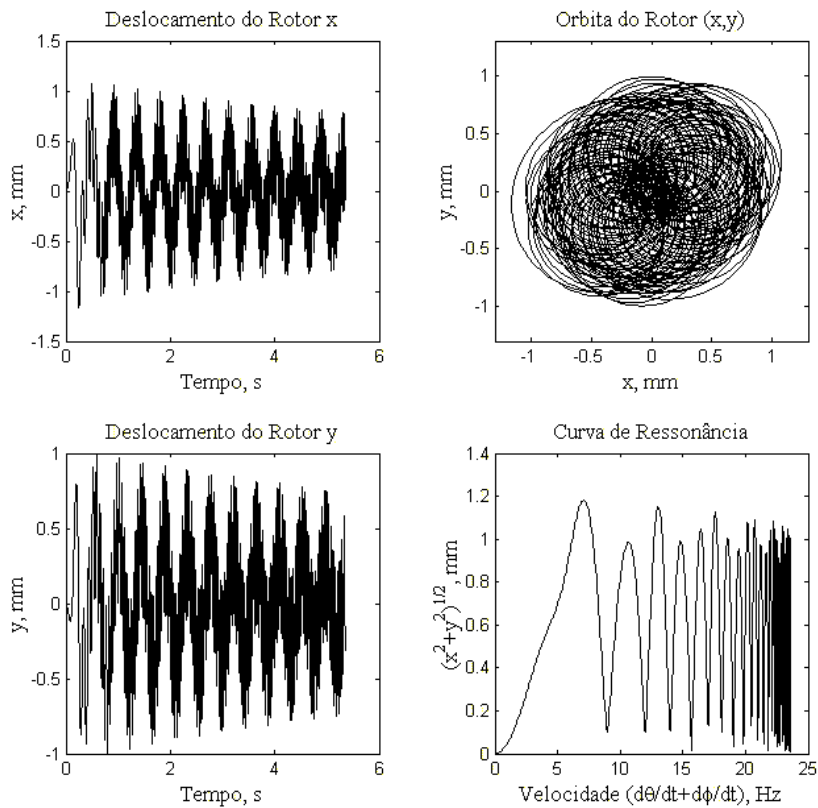 Deslocamento do Rotor x
1.5
1
0.5
0
-0.5
-1
-1.5
x, mm
0 2 4 6
Tempo, s
Orbita do Rotor (x,y)
1
0.5
0
-0.5
-1
y, mm
-1 -0.5 0 0.5 1
x, mm
Deslocamento do Rotor y
1
0.5
0
-0.5
-1
y, mm
0 2 4 6
Tempo, s
Curva de Ressonância
1.4
1.2
1
0.8
0.6
0.4
0.2
0
(x²+y²)^1/2, mm
0 5 10 15 20 25
Velocidade (dθ/dt+dϕ/dt), Hz